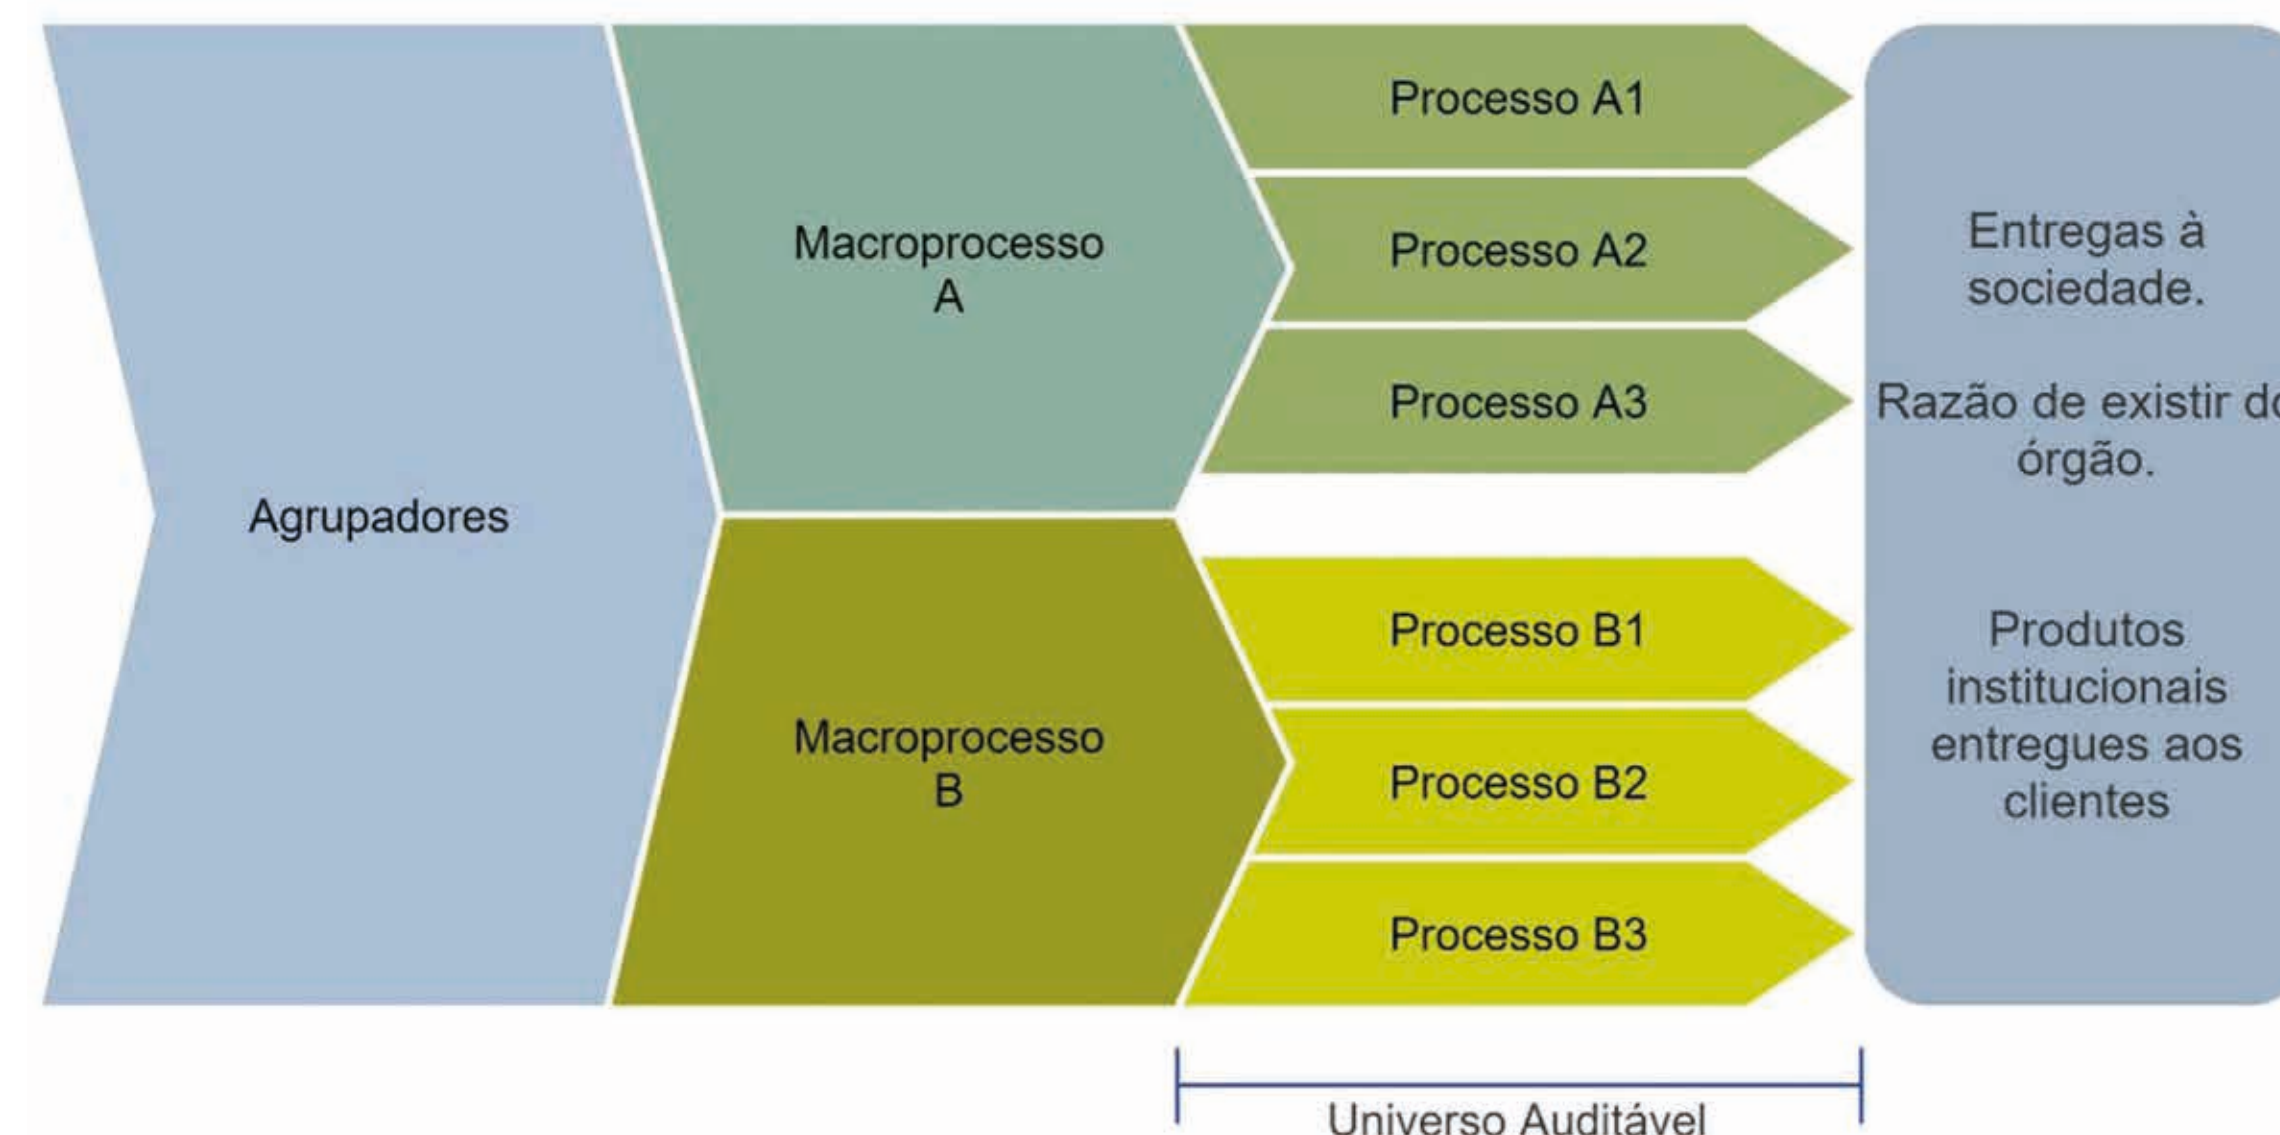 Agrupadores
Macroprocesso
A
Macroprocesso
B
Processo A1
Processo A2
Processo A3
Processo B1
Processo B2
Processo B3
Entregas à
sociedade.
Razão de existir do
órgão.
Produtos
institucionais
entregues aos
clientes
Universo Auditável